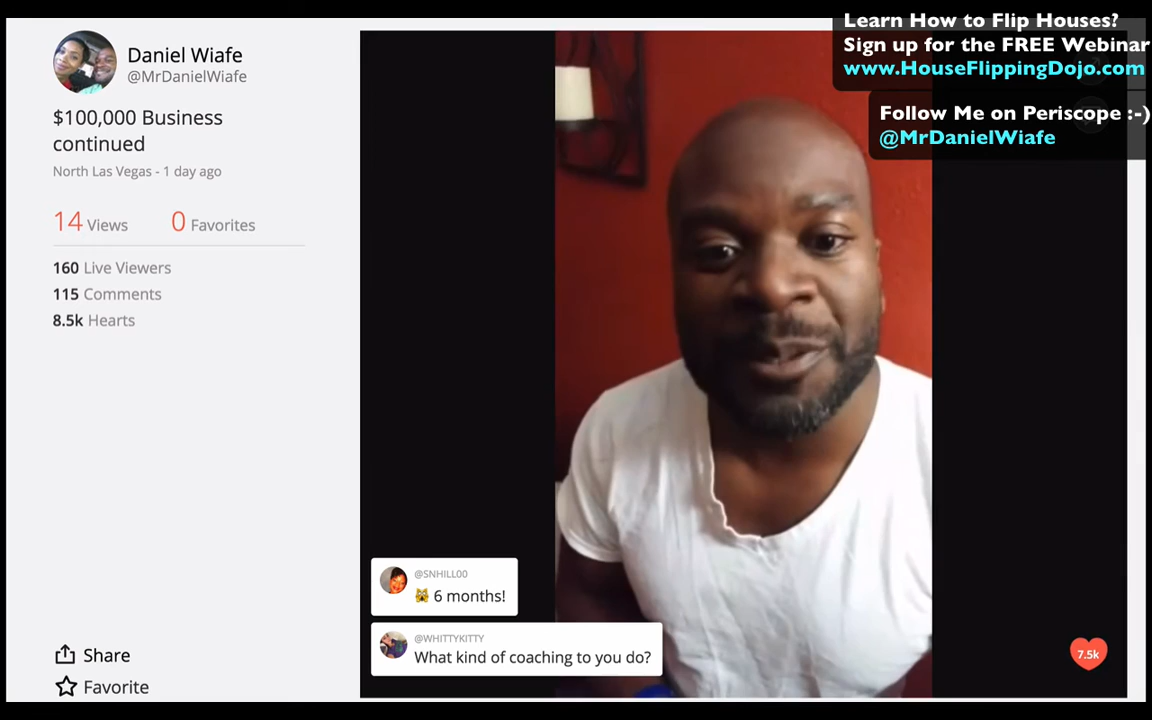 Learn How to Flip Houses?
Sign up for the FREE Webinar
www.HouseFlippingDojo.com
Follow Me on Periscope :-)
@MrDanielWiafe
Daniel Wiafe
@MrDanielWiafe
$100,000 Business
continued
North Las Vegas - 1 day ago
14 Views 0 Favorites
160 Live Viewers
115 Comments
8.5k Hearts
@SNHILL00
🙀 6 months!
@WHITTYKITTY
What kind of coaching to you do?
7.5k
Share
Favorite